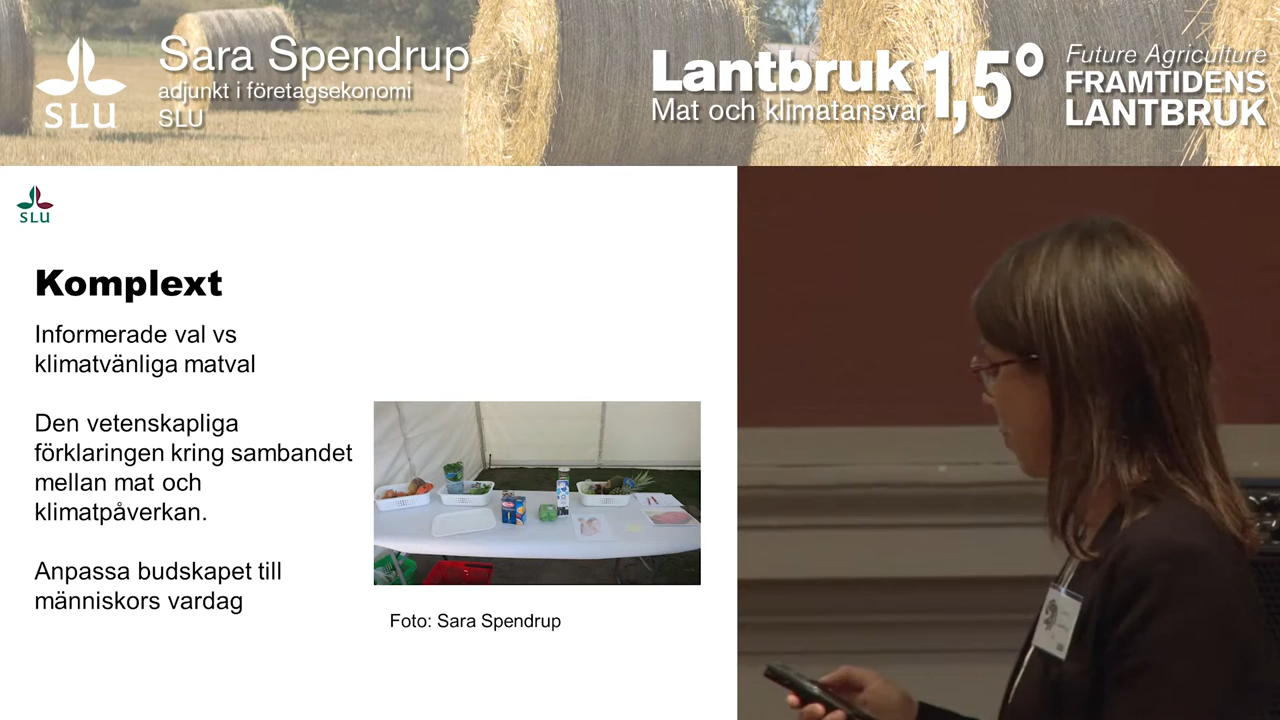 Sara Spendrup
adjunkt i företagsekonomi
SLU
SLU
Lantbruk 1,5°
Mat och klimatansvar
Future Agriculture
FRAMTIDENS
LANTBRUK
SLU
Komplext
Informerade val vs
klimatvänliga matval
Den vetenskapliga
förklaringen kring sambandet
mellan mat och
klimatpåverkan.
Anpassa budskapet till
människors vardag
Foto: Sara Spendrup